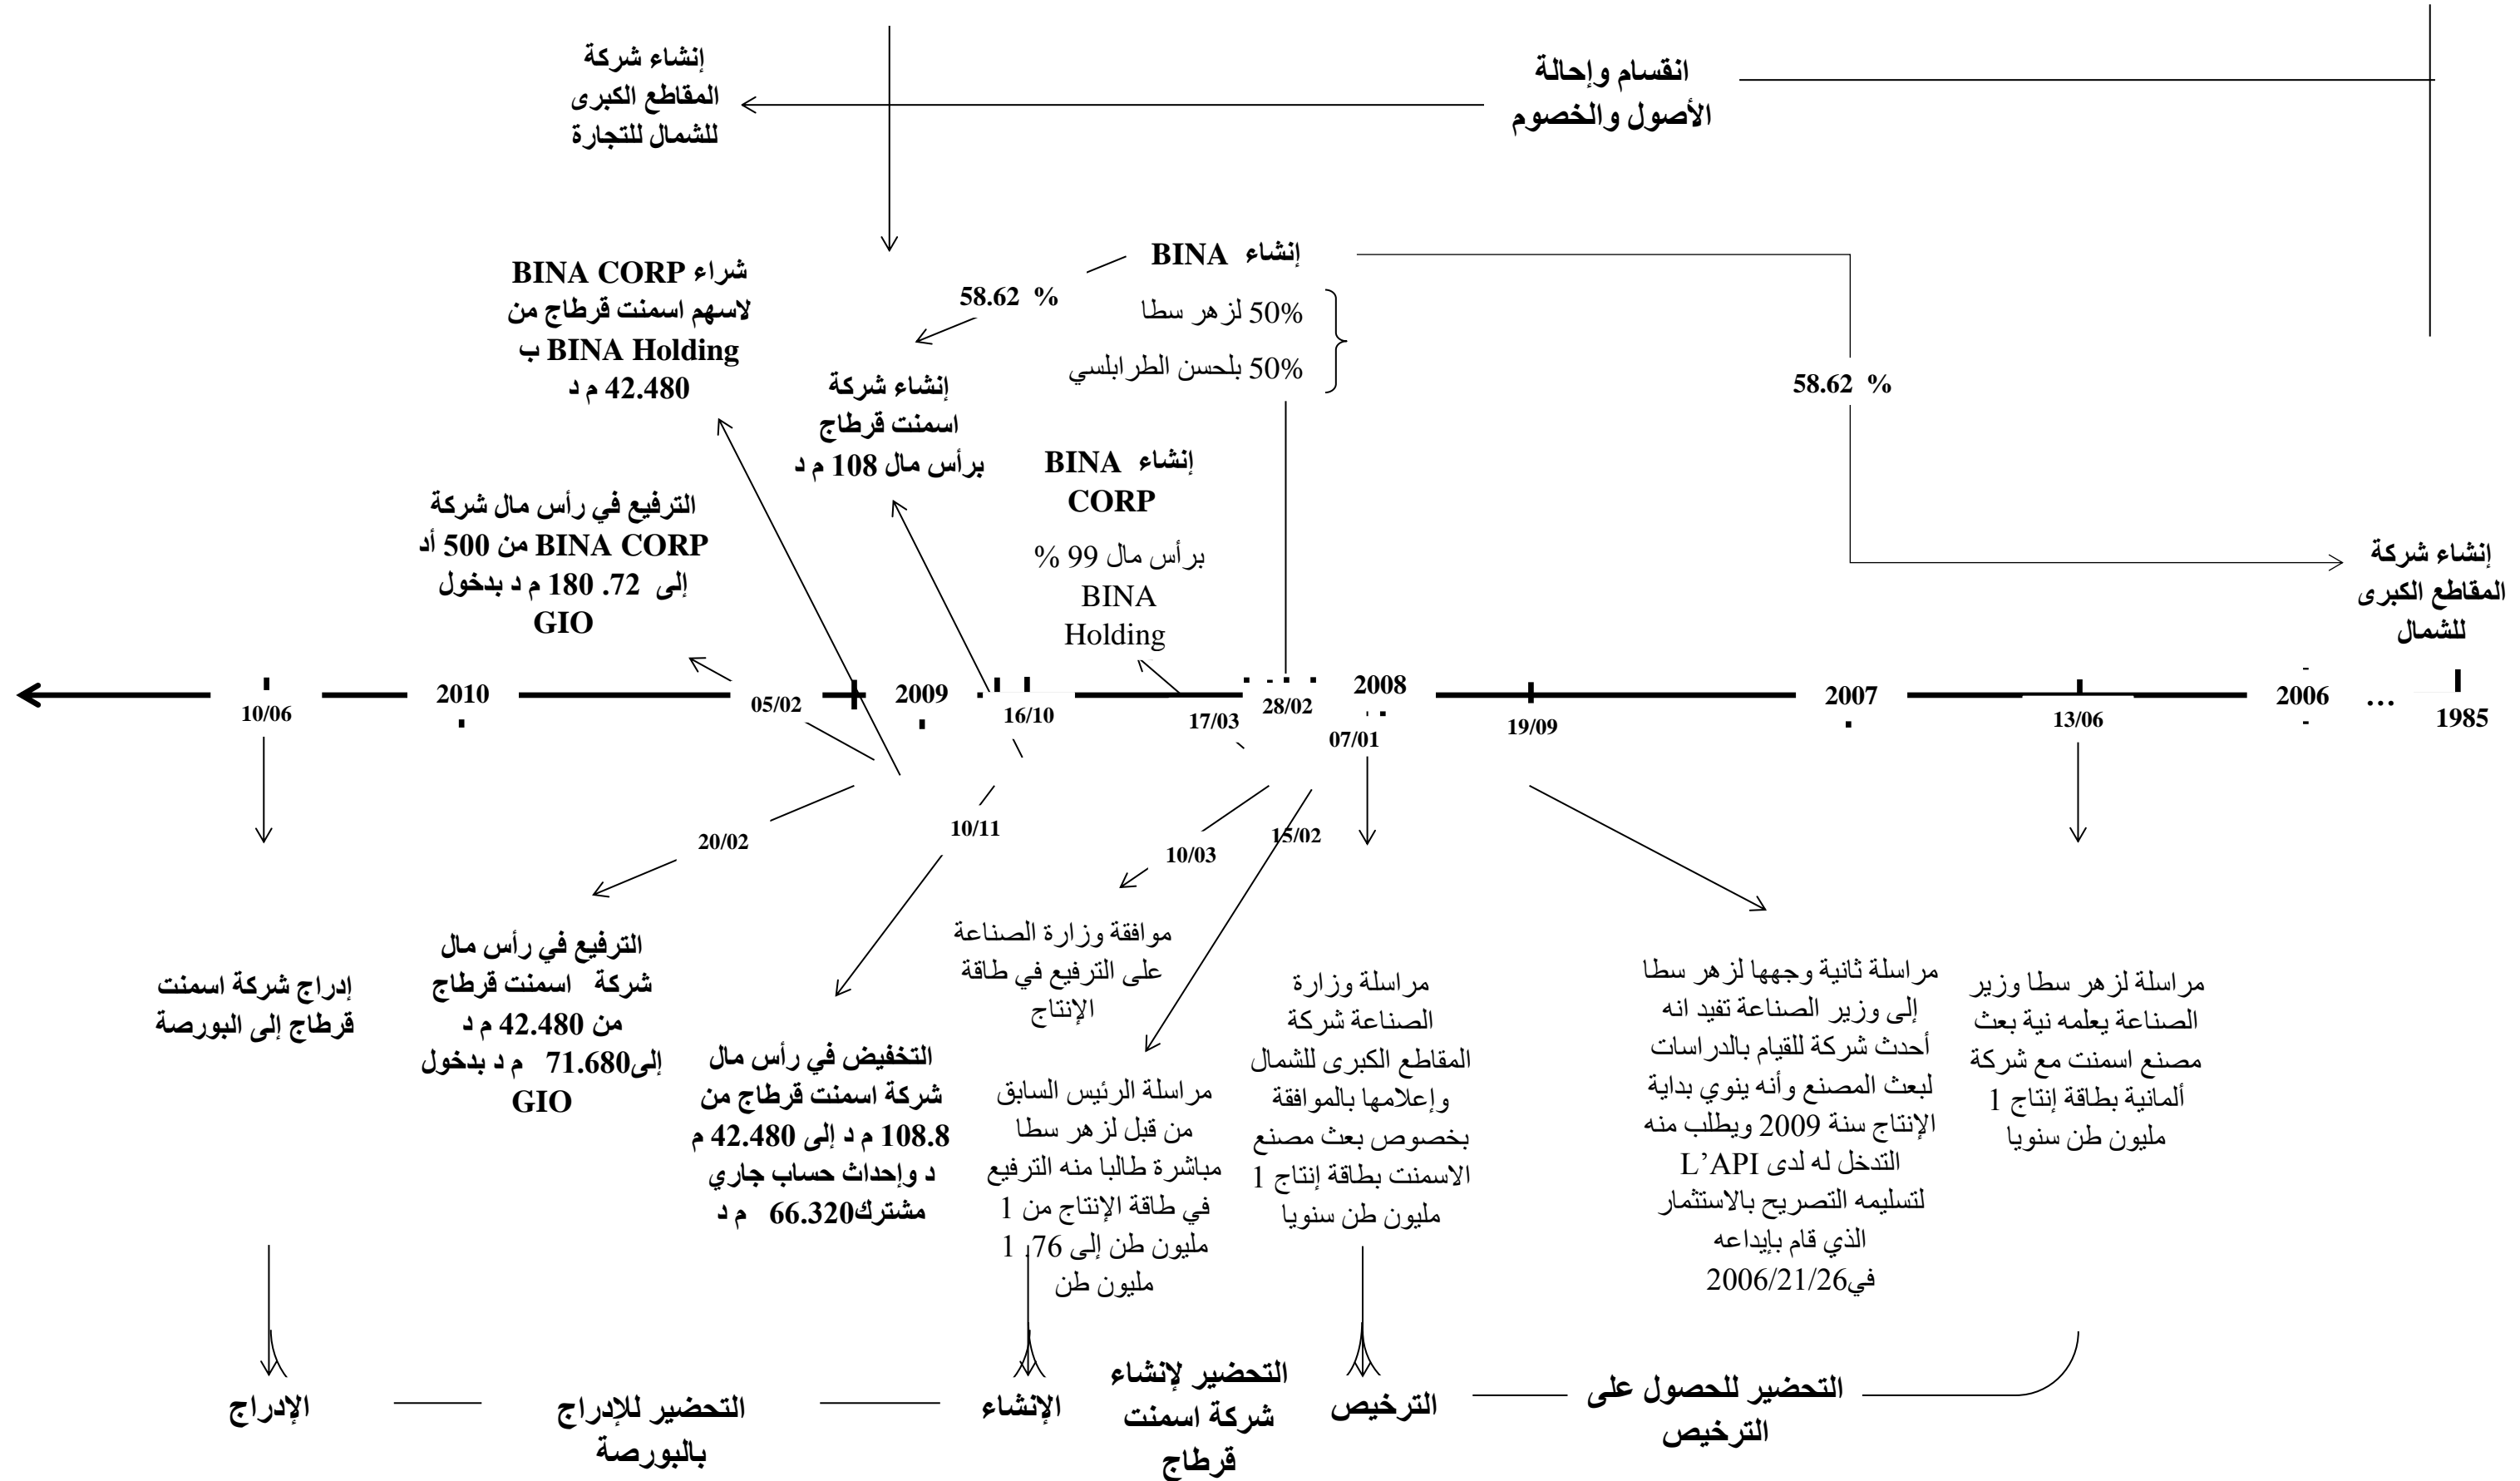 انقسام وإحالة
الأصول والخصوم
إنشاء شركة
المقاطع الكبرى
للشمال للتجارة
إنشاء BINA
50% لزهر سطا
50% بلحسن الطرابلسي
58.62 %
58.62 %
شراء BINA CORP
لاسهم اسمنت قرطاج من
BINA Holding ب
42.480 م د
إنشاء شركة
اسمنت قرطاج
برأس مال 108 م د
إنشاء BINA
CORP
برأس مال 99 %
BINA
Holding
الترفيع في رأس مال شركة
BINA CORP من 500 أد
إلى 72. 180 م د بدخول
GIO
إنشاء شركة
المقاطع الكبرى
للشمال
1985
...
2006
13/06
2007
19/09
2008
07/01
28/02
17/03
16/10
2009
05/02
2010
10/06
15/02
10/03
10/11
20/02
مراسلة لزهر سطا وزير
الصناعة يعلمه نية بعث
مصنع اسمنت مع شركة
ألمانية بطاقة إنتاج 1
مليون طن سنويا
مراسلة ثانية وجهها لزهر سطا
إلى وزير الصناعة تفيد انه
أحدث شركة للقيام بالدراسات
لبعث المصنع وأنه ينوي بداية
الإنتاج سنة 2009 ويطلب منه
التدخل له لدى L’API
لتسليمه التصريح بالاستثمار
الذي قام بإيداعه
في2006/21/26
مراسلة وزارة
الصناعة شركة
المقاطع الكبرى للشمال
وإعلامها بالموافقة
بخصوص بعث مصنع
الاسمنت بطاقة إنتاج 1
مليون طن سنويا
موافقة وزارة الصناعة
على الترفيع في طاقة
الإنتاج
مراسلة الرئيس السابق
من قبل لزهر سطا
مباشرة طالبا منه الترفيع
في طاقة الإنتاج من 1
مليون طن إلى 76. 1
مليون طن
التخفيض في رأس مال
شركة اسمنت قرطاج من
108.8 م د إلى 42.480 م
د وإحداث حساب جاري
مشترك66.320 م د
الترفيع في رأس مال
شركة اسمنت قرطاج
من 42.480 م د
إلى71.680 م د بدخول
GIO
إدراج شركة اسمنت
قرطاج إلى البورصة
التحضير للحصول على
الترخيص
الترخيص
التحضير لإنشاء
شركة اسمنت
قرطاج
الإنشاء
التحضير للإدراج
بالبورصة
الإدراج